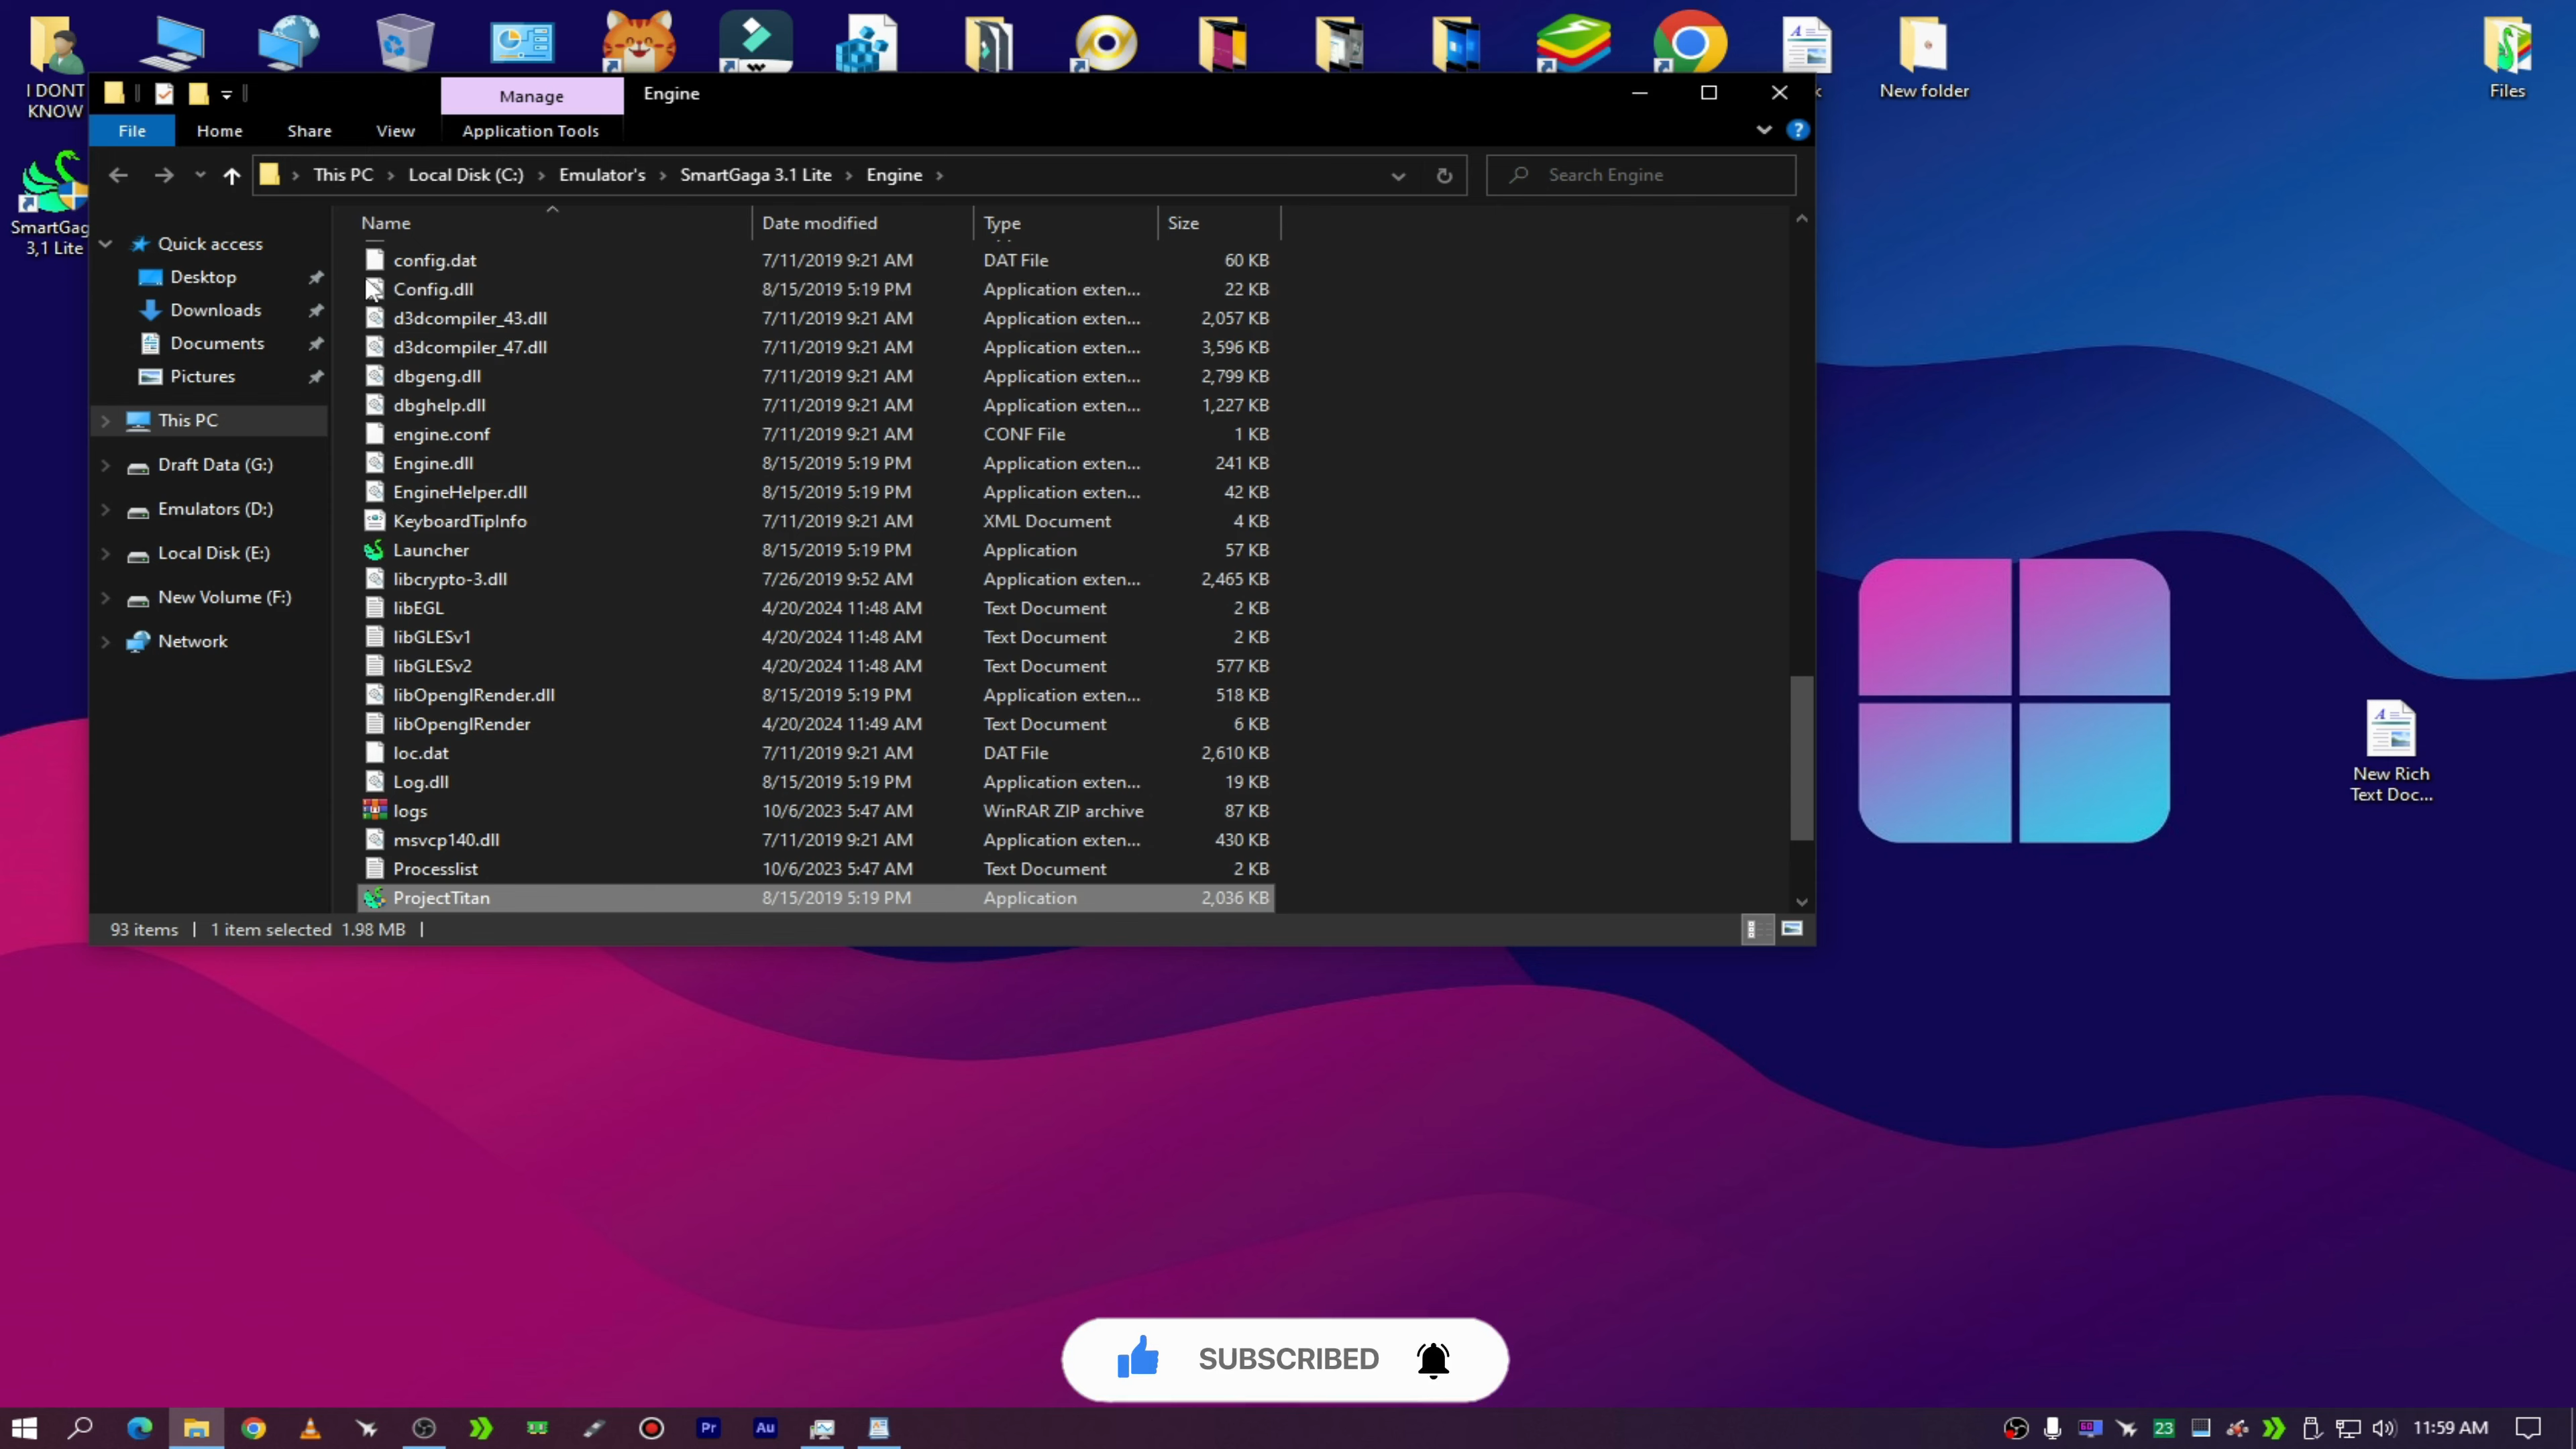 I DONT
KNOW
New folder
Files
SmartGag
3,1 Lite
Manage
Engine
File
Home
Share
View
Application Tools
This PC
Local Disk (C:)
Emulator's
SmartGaga 3.1 Lite
Engine
Search Engine
Name
Date modified
Type
Size
Quick access
Desktop
Downloads
Documents
Pictures
This PC
Draft Data (G:)
Emulators (D:)
Local Disk (E:)
New Volume (F:)
Network
config.dat 7/11/2019 9:21 AM DAT File 60 KB
Config.dll 8/15/2019 5:19 PM Application exten... 22 KB
d3dcompiler_43.dll 7/11/2019 9:21 AM Application exten... 2,057 KB
d3dcompiler_47.dll 7/11/2019 9:21 AM Application exten... 3,596 KB
dbgeng.dll 7/11/2019 9:21 AM Application exten... 2,799 KB
dbghelp.dll 7/11/2019 9:21 AM Application exten... 1,227 KB
engine.conf 7/11/2019 9:21 AM CONF File 1 KB
Engine.dll 8/15/2019 5:19 PM Application exten... 241 KB
EngineHelper.dll 8/15/2019 5:19 PM Application exten... 42 KB
KeyboardTipInfo 7/11/2019 9:21 AM XML Document 4 KB
Launcher 8/15/2019 5:19 PM Application 57 KB
libcrypto-3.dll 7/26/2019 9:52 AM Application exten... 2,465 KB
libEGL 4/20/2024 11:48 AM Text Document 2 KB
libGLESv1 4/20/2024 11:48 AM Text Document 2 KB
libGLESv2 4/20/2024 11:48 AM Text Document 577 KB
libOpenglRender.dll 8/15/2019 5:19 PM Application exten... 518 KB
libOpenglRender 4/20/2024 11:49 AM Text Document 6 KB
loc.dat 7/11/2019 9:21 AM DAT File 2,610 KB
Log.dll 8/15/2019 5:19 PM Application exten... 19 KB
logs 10/6/2023 5:47 AM WinRAR ZIP archive 87 KB
msvcp140.dll 7/11/2019 9:21 AM Application exten... 430 KB
Processlist 10/6/2023 5:47 AM Text Document 2 KB
ProjectTitan 8/15/2019 5:19 PM Application 2,036 KB
93 items
1 item selected 1.98 MB
New Rich
Text Doc...
SUBSCRIBED
Pr
Au
60
23
11:59 AM